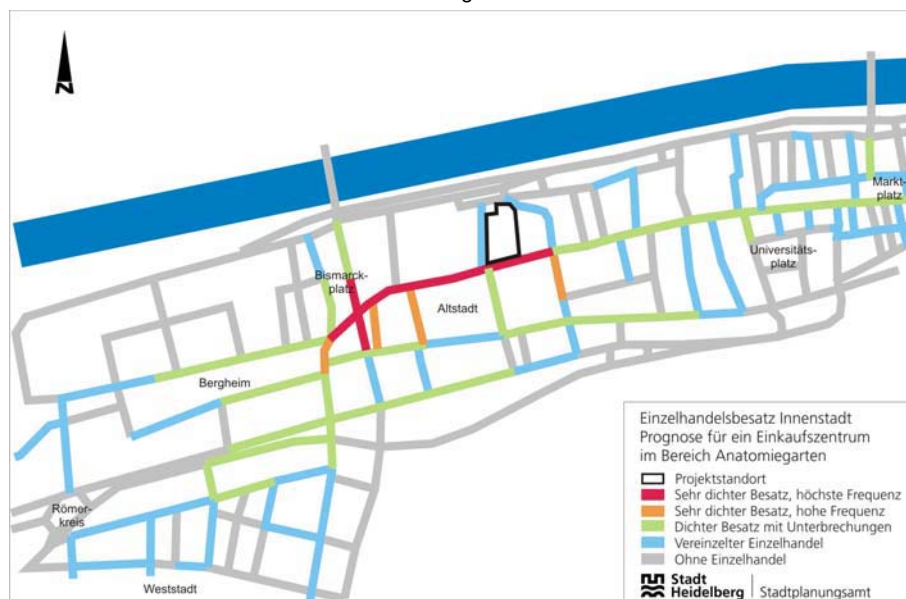 N
Markt-
platz
Universitäts-
platz
Bismarck-
platz
Altstadt
Bergheim
Römer-
kreis
Weststadt
Einzelhandelsbesatz Innenstadt
Prognose für ein Einkaufszentrum
im Bereich Anatomiegarten
Projektstandort
Sehr dichter Besatz, höchste Frequenz
Sehr dichter Besatz, hohe Frequenz
Dichter Besatz mit Unterbrechungen
Vereinzelter Einzelhandel
Ohne Einzelhandel
Stadt
Heidelberg Stadtplanungsamt